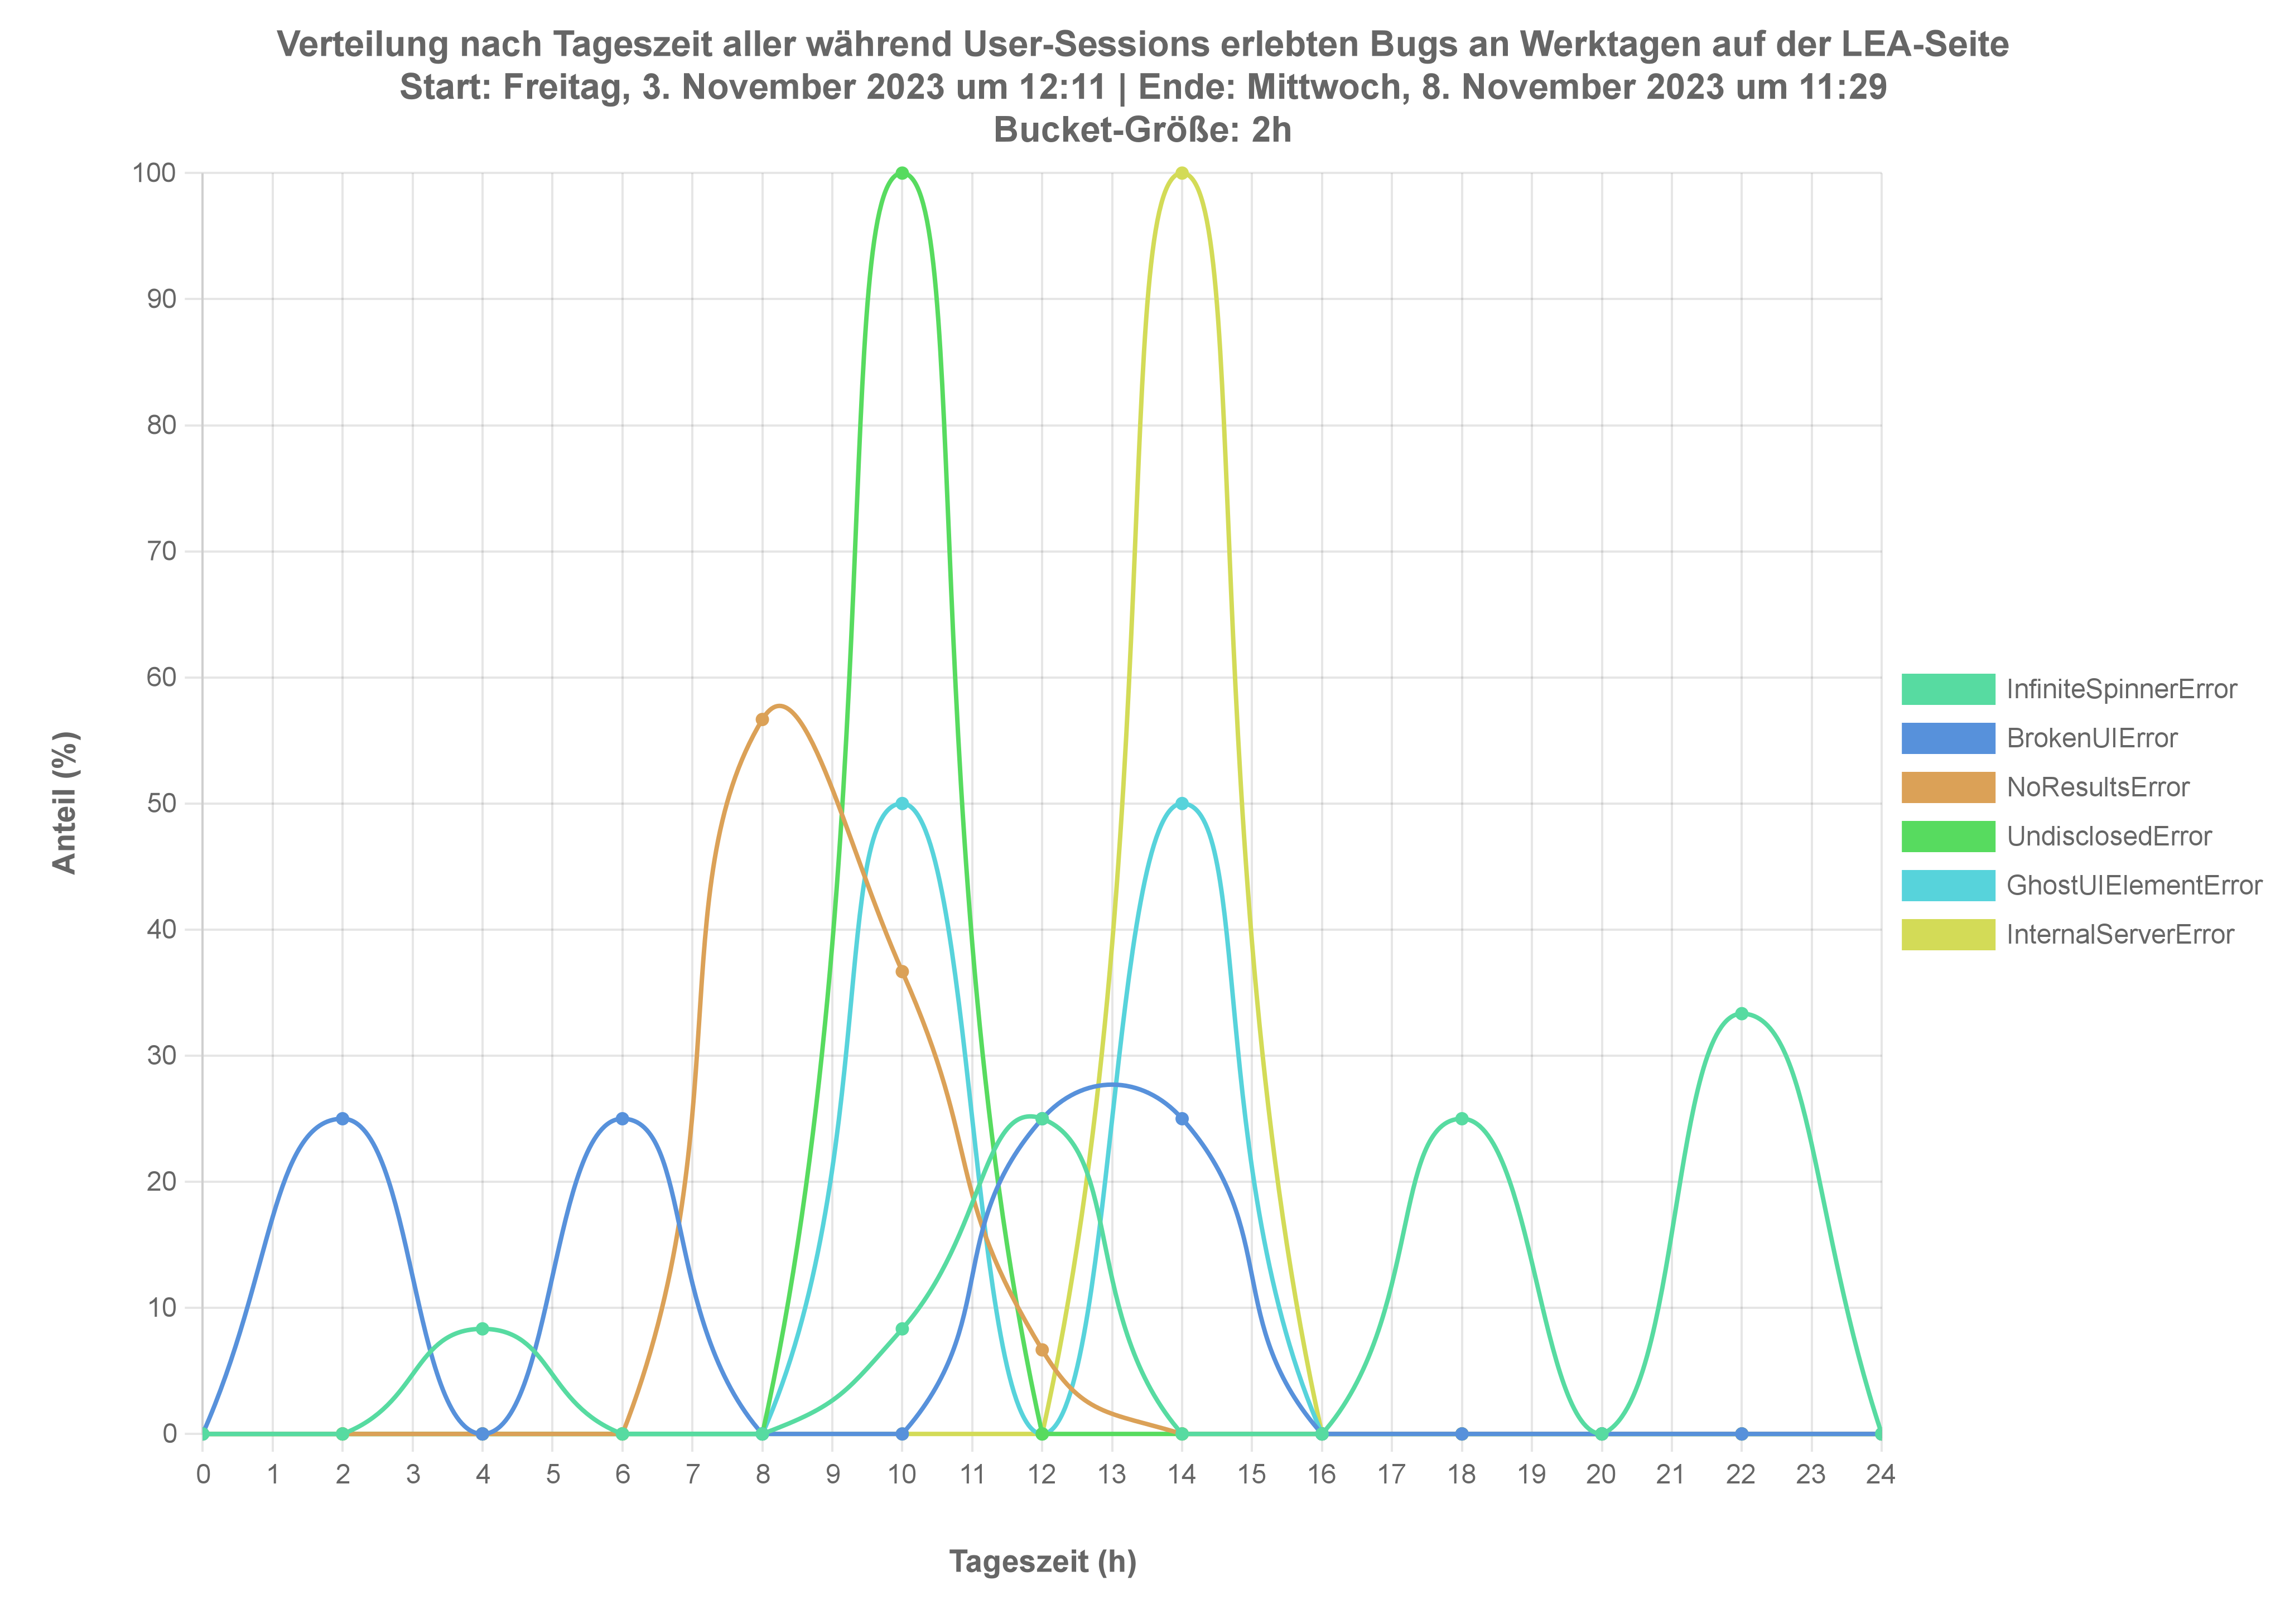 Verteilung nach Tageszeit aller während User-Sessions erlebten Bugs an Werktagen auf der LEA-Seite
Start: Freitag, 3. November 2023 um 12:11 | Ende: Mittwoch, 8. November 2023 um 11:29
Bucket-Größe: 2h
100
90
80
70
60
50
40
30
20
10
0
Anteil (%)
0 1 2 3 4 5 6 7 8 9 10 11 12 13 14 15 16 17 18 19 20 21 22 23 24
Tageszeit (h)
InfiniteSpinnerError
BrokenUIError
NoResultsError
UndisclosedError
GhostUIElementError
InternalServerError